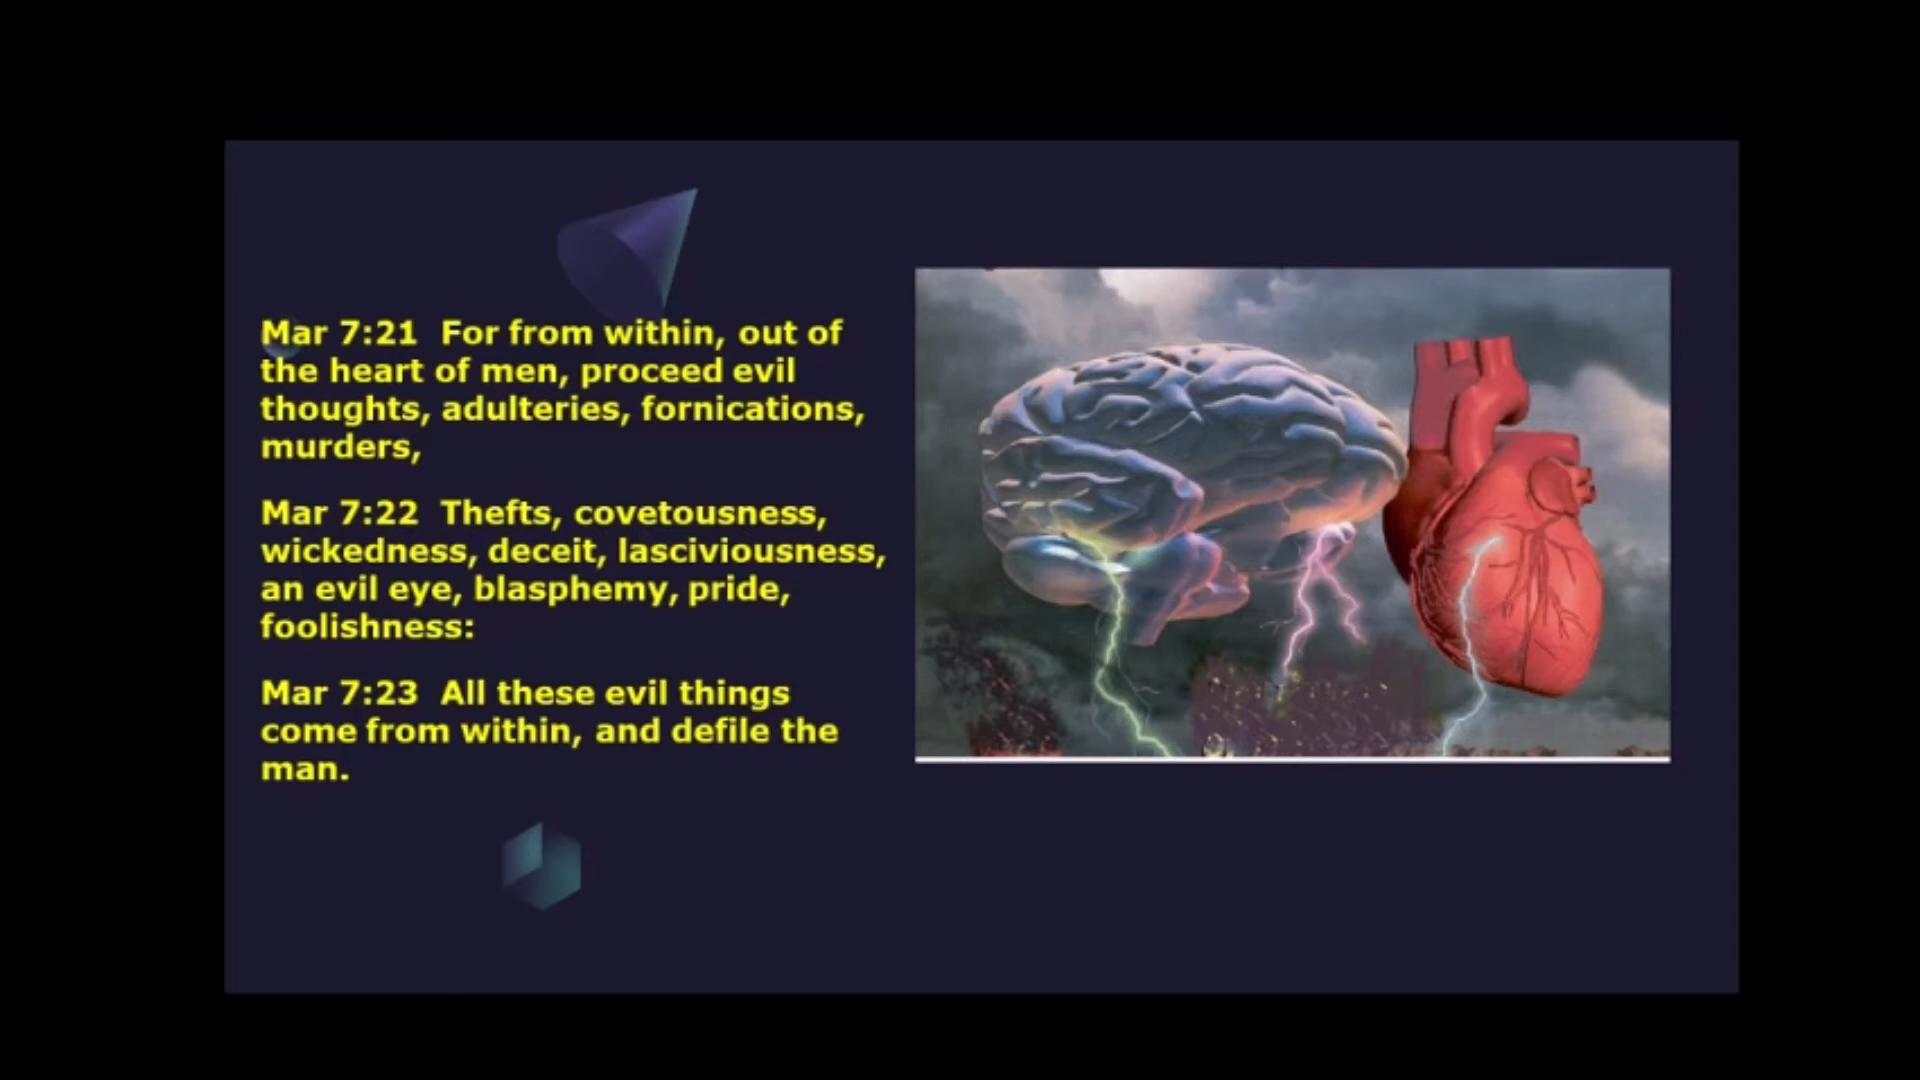 Mar 7:21  For from within, out of
the heart of men, proceed evil
thoughts, adulteries, fornications,
murders,
Mar 7:22  Thefts, covetousness,
wickedness, deceit, lasciviousness,
an evil eye, blasphemy, pride,
foolishness:
Mar 7:23  All these evil things
come from within, and defile the
man.